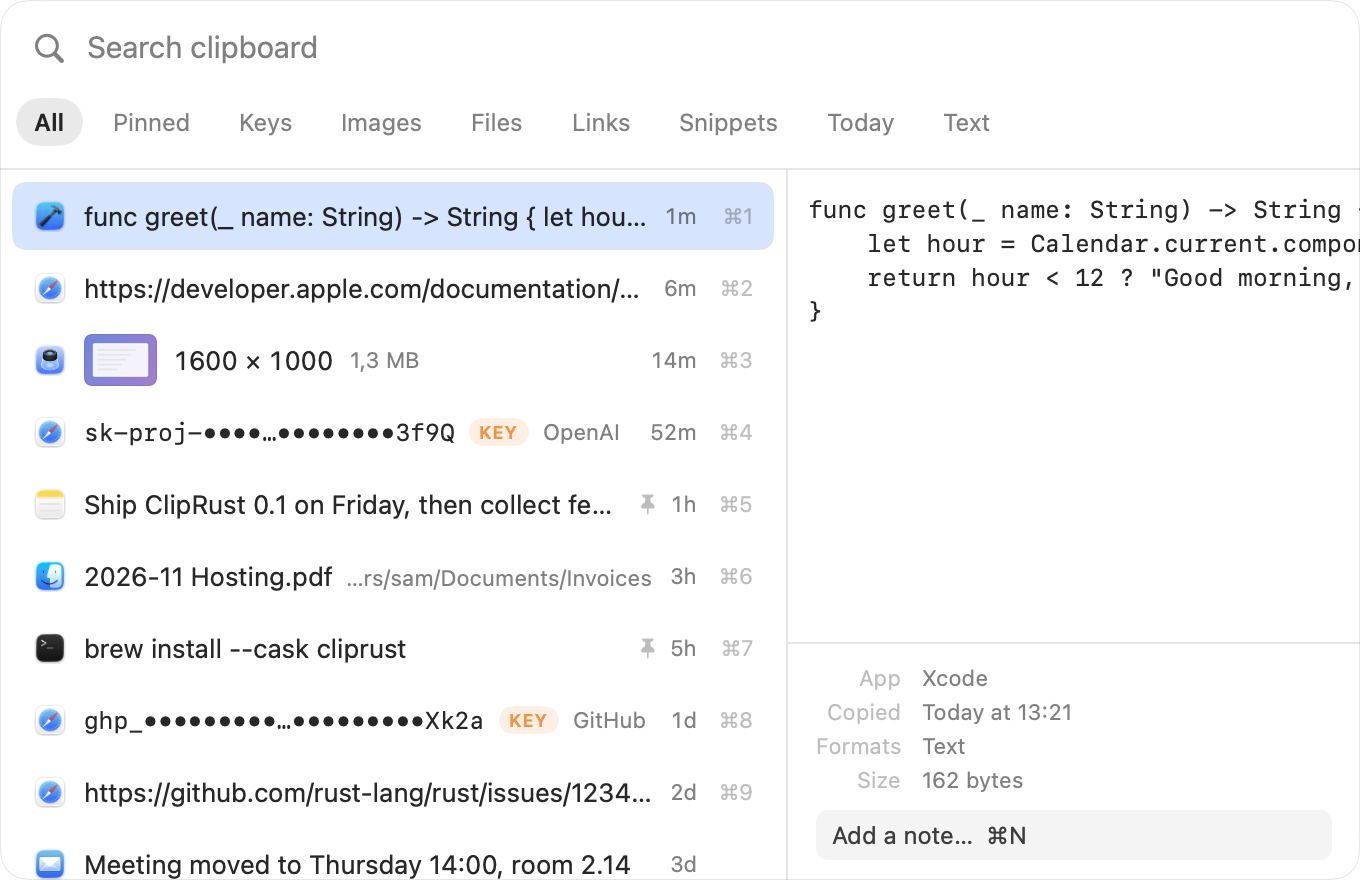 Search clipboard
All Pinned Keys Images Files Links Snippets Today Text
func greet(_ name: String) -> String { let hou... 1m ⌘1
https://developer.apple.com/documentation/... 6m ⌘2
1600 × 1000 1,3 MB 14m ⌘3
sk-proj-●●●●…●●●●●●●●3f9Q KEY OpenAI 52m ⌘4
Ship ClipRust 0.1 on Friday, then collect fe... 1h ⌘5
2026-11 Hosting.pdf ...rs/sam/Documents/Invoices 3h ⌘6
brew install --cask cliprust 5h ⌘7
ghp_●●●●●●●●●…●●●●●●●●●Xk2a KEY GitHub 1d ⌘8
https://github.com/rust-lang/rust/issues/1234... 2d ⌘9
Meeting moved to Thursday 14:00, room 2.14 3d
func greet(_ name: String) -> String
let hour = Calendar.current.compo
return hour < 12 ? "Good morning,
}
App Xcode
Copied Today at 13:21
Formats Text
Size 162 bytes
Add a note... ⌘N